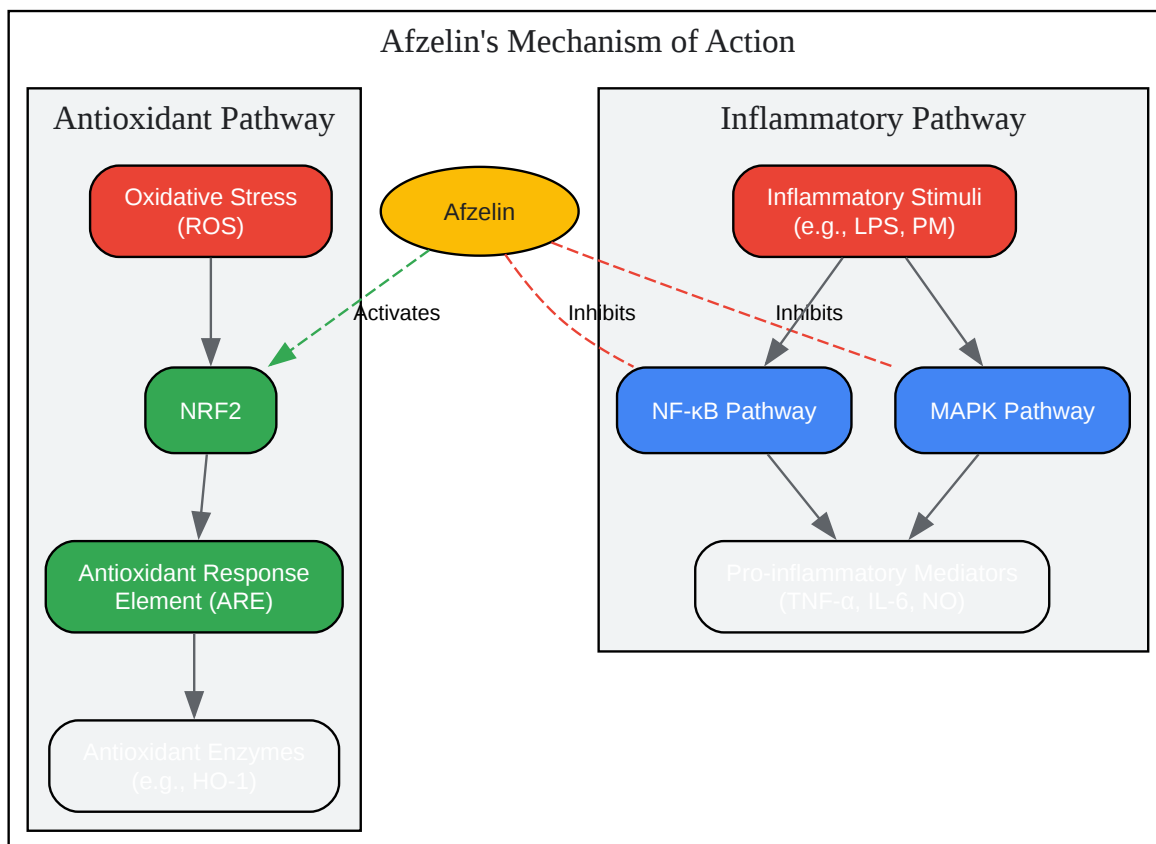 Afzelin's Mechanism of Action
Antioxidant Pathway
Oxidative Stress
(ROS)
Activates
NRF2
Antioxidant Response
Element (ARE)
Antioxidant Enzymes
(e.g., HO-1)
Afzelin
Inhibits
Inhibits
Inflammatory Pathway
Inflammatory Stimuli
(e.g., LPS, PM)
NF-κB Pathway
MAPK Pathway
Pro-inflammatory Mediators
(TNF-α, IL-6, NO)